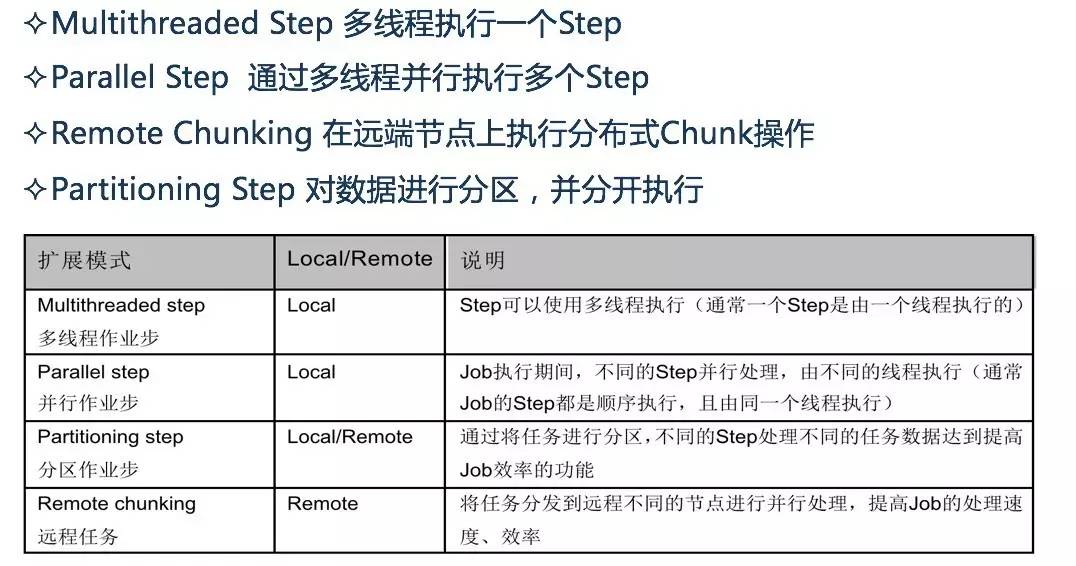 ✧Multithreaded Step 多线程执行一个Step
✧Parallel Step 通过多线程并行执行多个Step
✧Remote Chunking 在远端节点上执行分布式Chunk操作
✧Partitioning Step 对数据进行分区，并分开执行
扩展模式 Local/Remote 说明
Multithreaded step Local Step可以使用多线程执行（通常一个Step是由一个线程执行的）
多线程作业步
Parallel step Local Job执行期间，不同的Step并行处理，由不同的线程执行（通常
并行作业步 Job的Step都是顺序执行，且由同一个线程执行）
Partitioning step Local/Remote 通过将任务进行分区，不同的Step处理不同的任务数据达到提高
分区作业步 Job效率的功能
Remote chunking Remote 将任务分发到远程不同的节点进行并行处理，提高Job的处理速
远程任务 度、效率